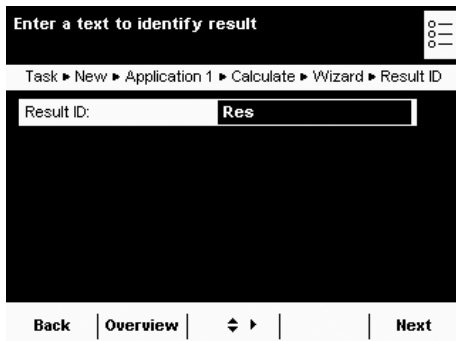 Enter a text to identify result
Task ▸ New ▸ Application 1 ▸ Calculate ▸ Wizard ▸ Result ID
Result ID: Res
Back Overview Next